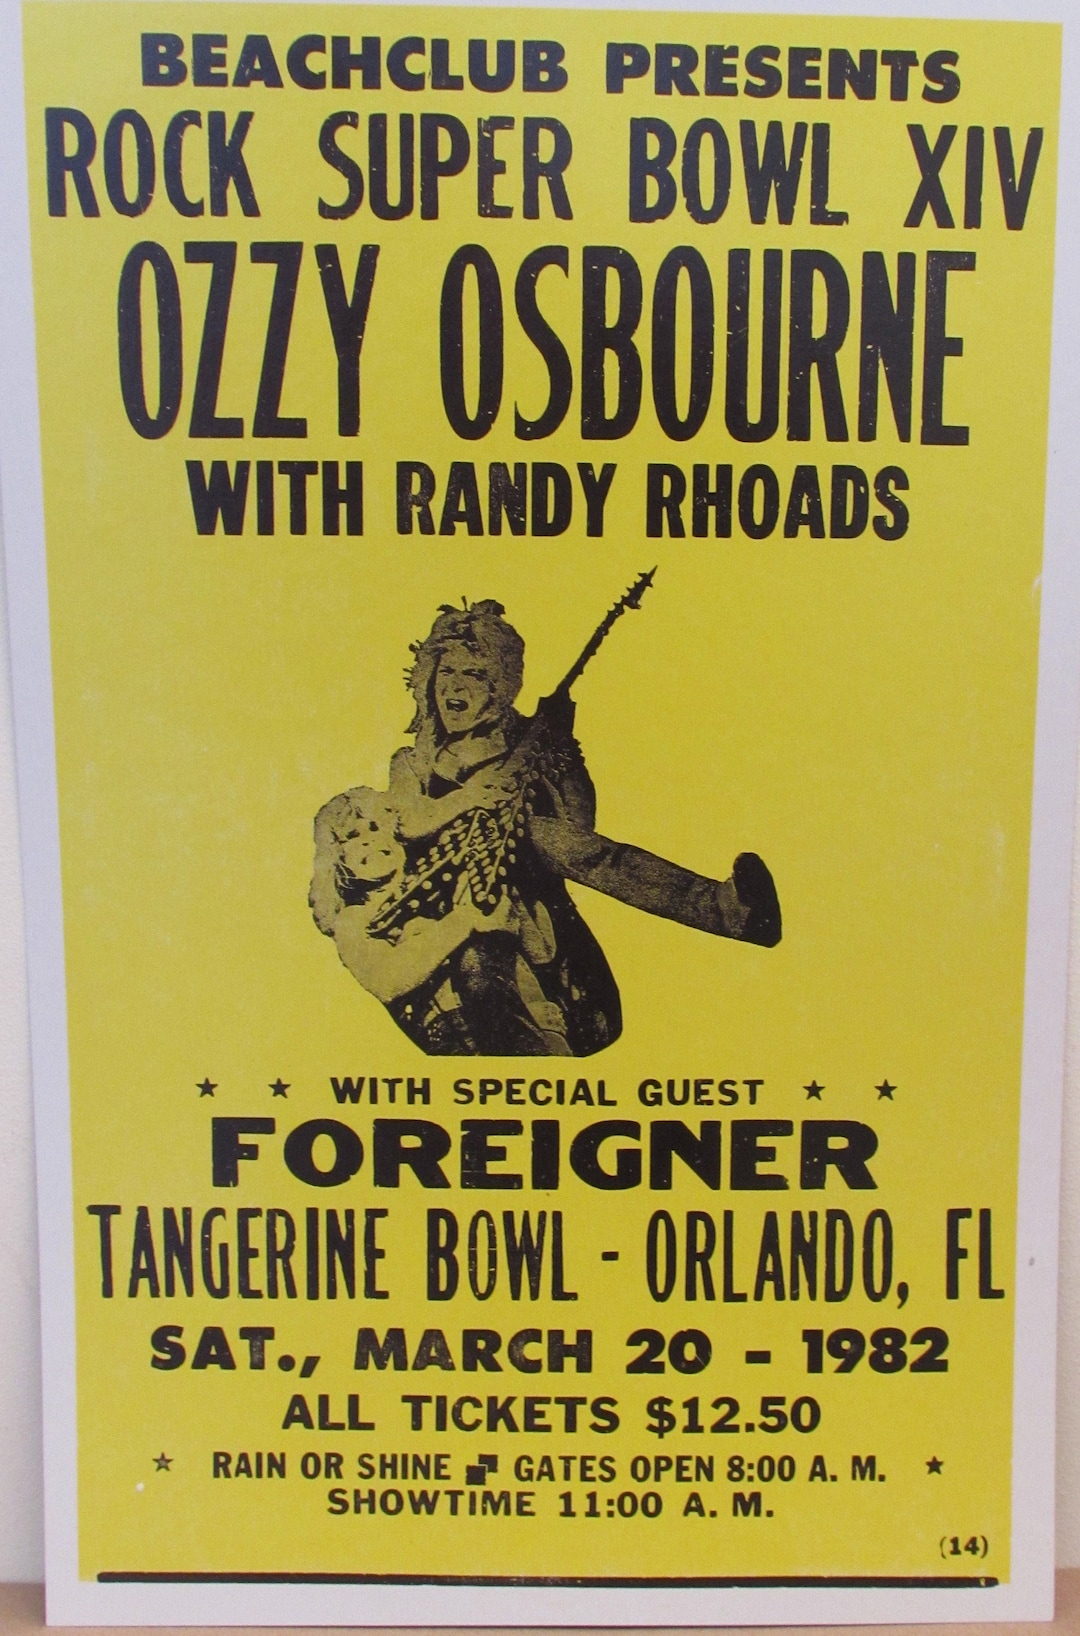 BEACHCLUB PRESENTS
ROCK SUPER BOWL XIV
OZZY OSBOURNE
WITH RANDY RHOADS
★ ★ WITH SPECIAL GUEST ★ ★
FOREIGNER
TANGERINE BOWL - ORLANDO, FL
SAT., MARCH 20 - 1982
ALL TICKETS $12.50
★ RAIN OR SHINE GATES OPEN 8:00 A. M. ★
SHOWTIME 11:00 A. M.
(14)